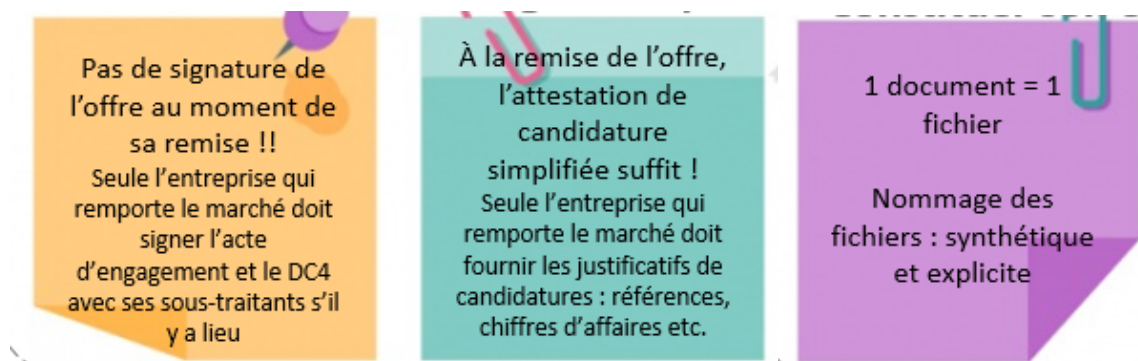 Pas de signature de
l'offre au moment de
sa remise !!
Seule l'entreprise qui
remporte le marché doit
signer l'acte
d'engagement et le DC4
avec ses sous-traitants s'il
y a lieu
À la remise de l'offre,
l'attestation de
candidature
simplifiée suffit !
Seule l'entreprise qui
remporte le marché doit
fournir les justificatifs de
candidatures : références,
chiffres d'affaires etc.
1 document = 1
fichier
Nommage des
fichiers : synthétique
et explicite